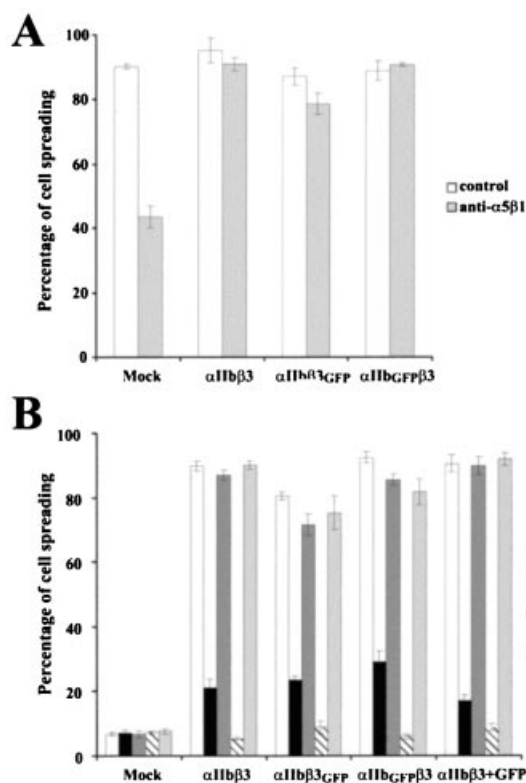 A
Percentage of cell spreading
100
80
60
40
20
0
Mock
αIIbβ3
αIIbβ3GFP
αIIbGFPβ3
control
anti-α5β1
B
Percentage of cell spreading
100
80
60
40
20
0
Mock
αIIbβ3
αIIbβ3GFP
αIIbGFPβ3
αIIbβ3+GFP